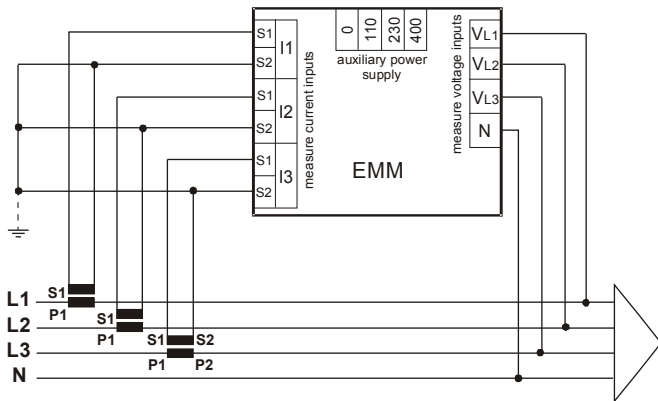 S1
I1
S2
S1
I2
S2
S1
I3
S2
measure current inputs
0
110
230
400
auxiliary power
supply
measure voltage inputs
VL1
VL2
VL3
N
EMM
S1
L1
P1
S1
L2
P1
S1 S2
L3
P1 P2
N